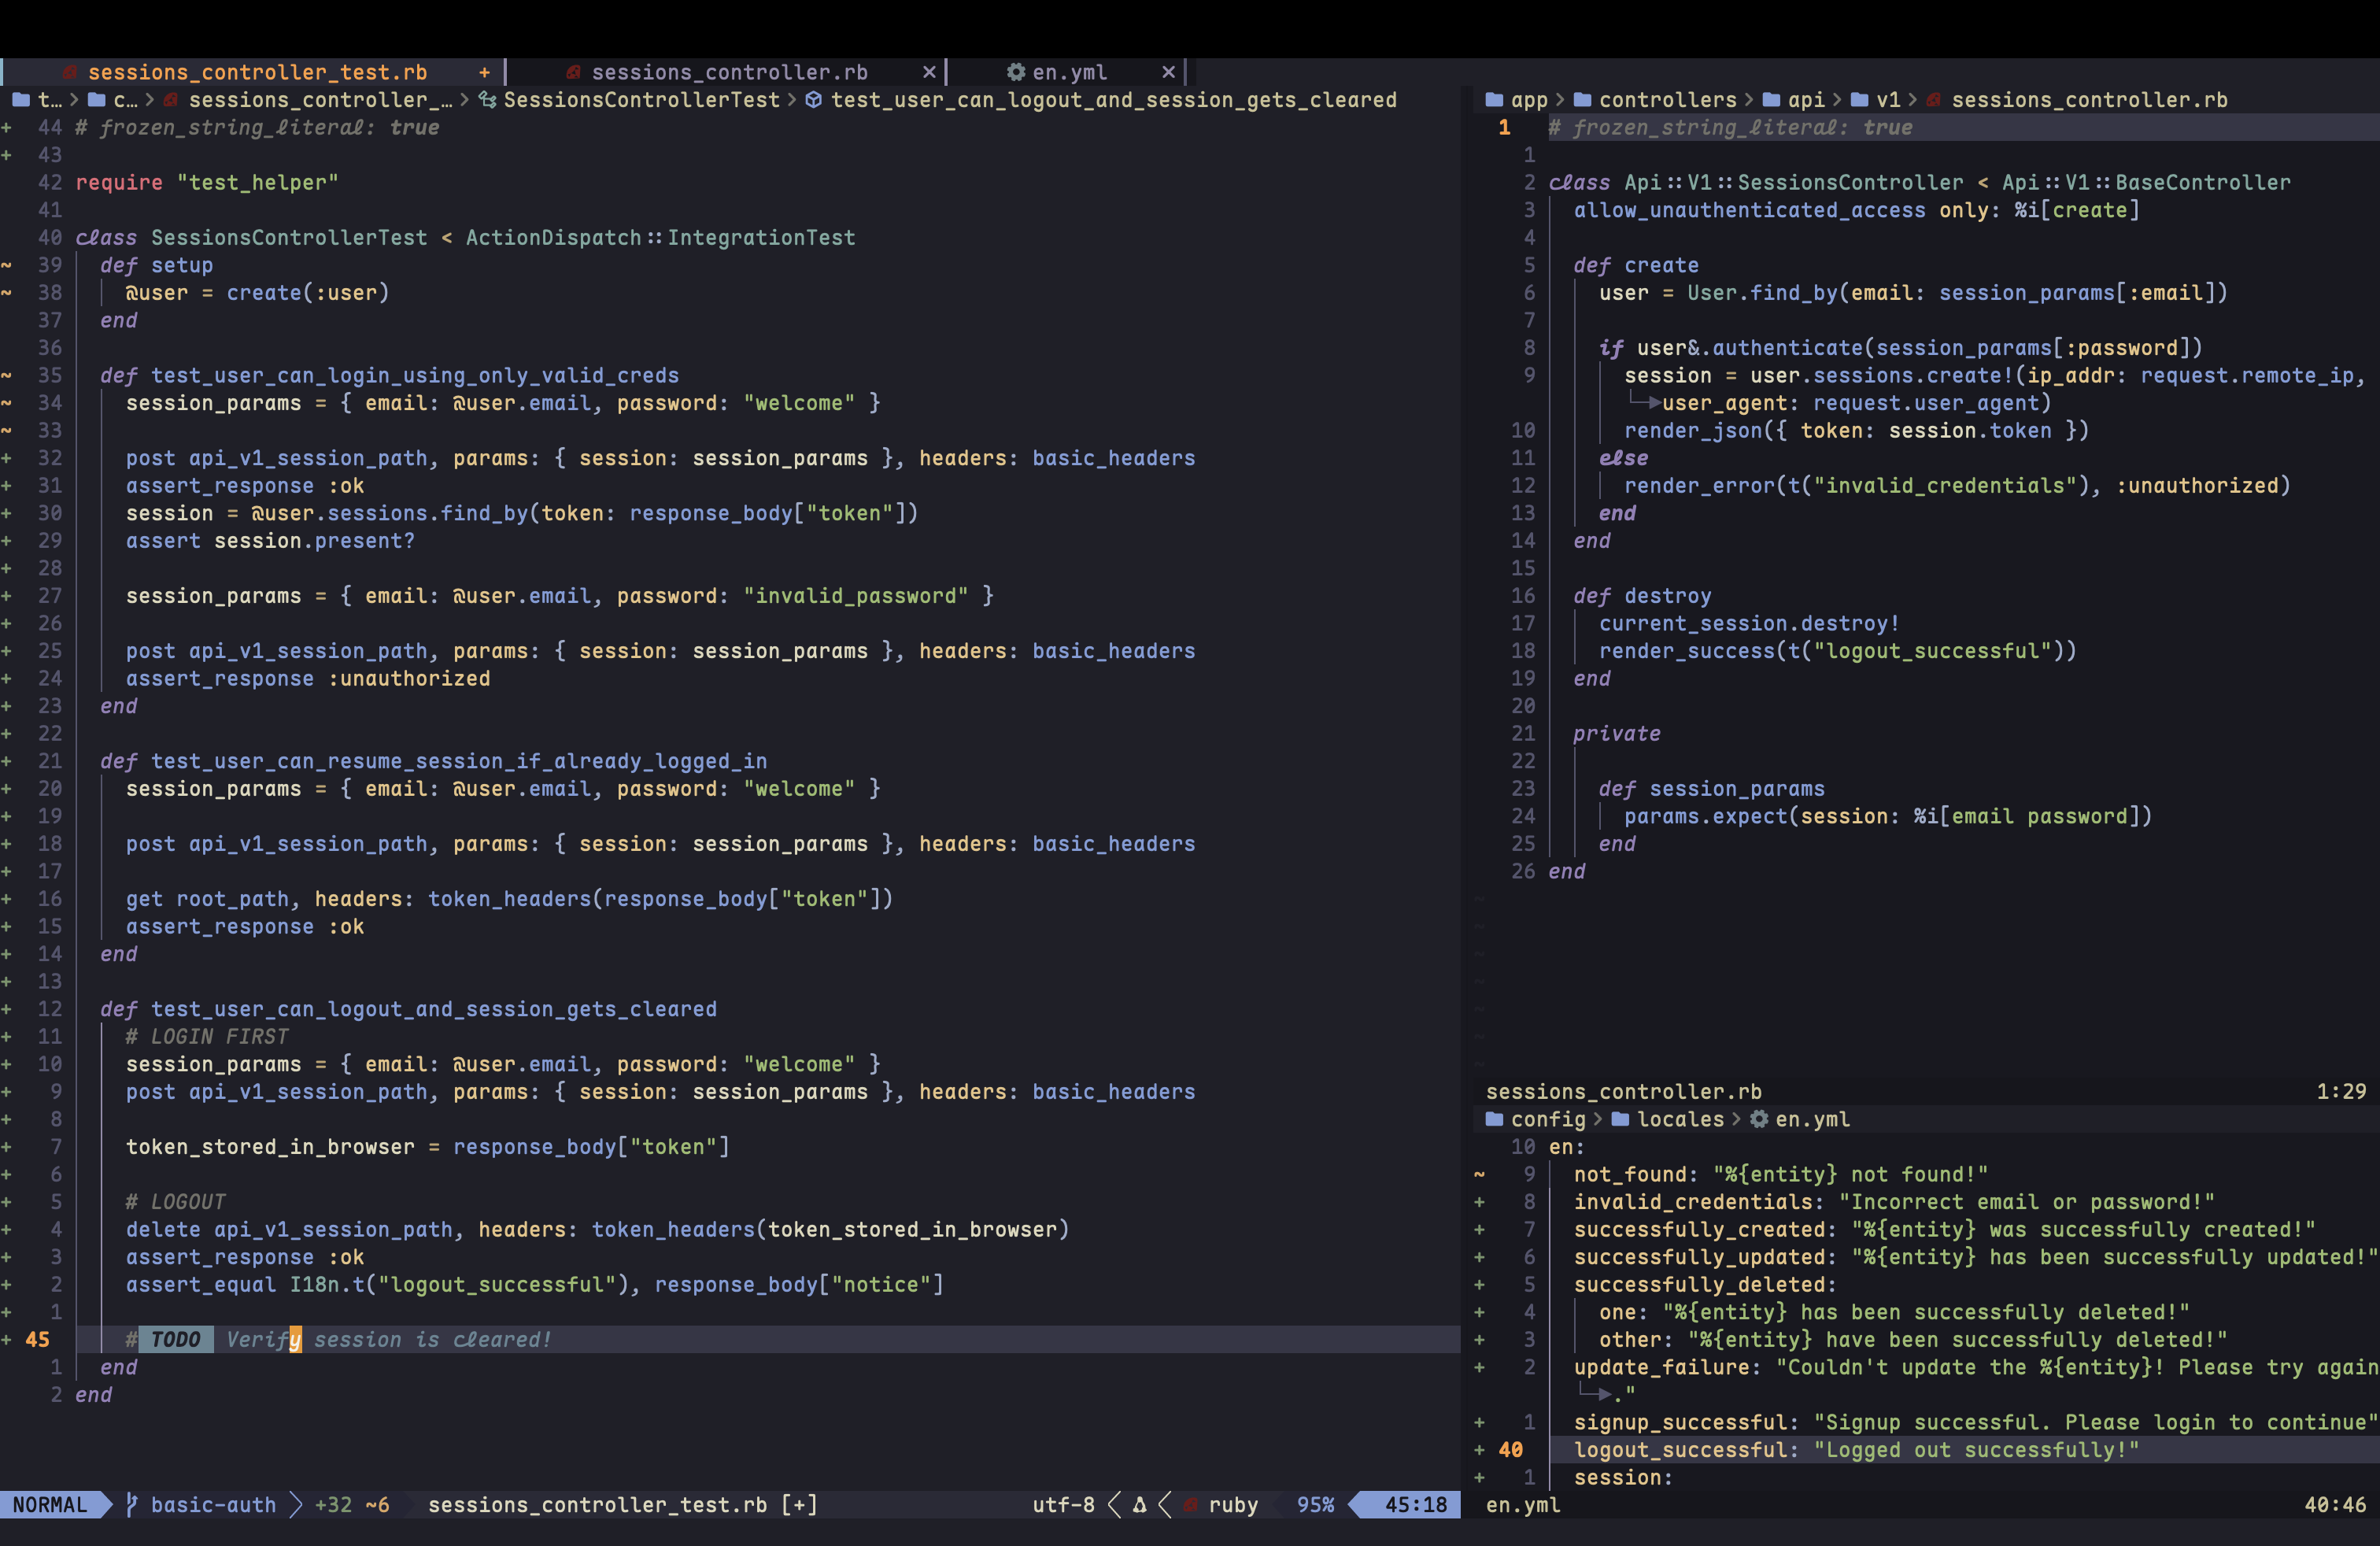 sessions_controller_test.rb + sessions_controller.rb × en.yml ×
t… > c… > sessions_controller_… > SessionsControllerTest > test_user_can_logout_and_session_gets_cleared
+ 44 # frozen_string_literal: true
+ 43
42 require "test_helper"
41
40 class SessionsControllerTest < ActionDispatch::IntegrationTest
~ 39 def setup
~ 38 @user = create(:user)
37 end
36
~ 35 def test_user_can_login_using_only_valid_creds
~ 34 session_params = { email: @user.email, password: "welcome" }
~ 33
+ 32 post api_v1_session_path, params: { session: session_params }, headers: basic_headers
+ 31 assert_response :ok
+ 30 session = @user.sessions.find_by(token: response_body["token"])
+ 29 assert session.present?
+ 28
+ 27 session_params = { email: @user.email, password: "invalid_password" }
+ 26
+ 25 post api_v1_session_path, params: { session: session_params }, headers: basic_headers
+ 24 assert_response :unauthorized
+ 23 end
+ 22
+ 21 def test_user_can_resume_session_if_already_logged_in
+ 20 session_params = { email: @user.email, password: "welcome" }
+ 19
+ 18 post api_v1_session_path, params: { session: session_params }, headers: basic_headers
+ 17
+ 16 get root_path, headers: token_headers(response_body["token"])
+ 15 assert_response :ok
+ 14 end
+ 13
+ 12 def test_user_can_logout_and_session_gets_cleared
+ 11 # LOGIN FIRST
+ 10 session_params = { email: @user.email, password: "welcome" }
+ 9 post api_v1_session_path, params: { session: session_params }, headers: basic_headers
+ 8
+ 7 token_stored_in_browser = response_body["token"]
+ 6
+ 5 # LOGOUT
+ 4 delete api_v1_session_path, headers: token_headers(token_stored_in_browser)
+ 3 assert_response :ok
+ 2 assert_equal I18n.t("logout_successful"), response_body["notice"]
+ 1
+ 45 # TODO Verify session is cleared!
1 end
2 end
NORMAL basic-auth +32 ~6 sessions_controller_test.rb [+] utf-8 ruby 95% 45:18
app > controllers > api > v1 > sessions_controller.rb
1 # frozen_string_literal: true
1
2 class Api::V1::SessionsController < Api::V1::BaseController
3 allow_unauthenticated_access only: %i[create]
4
5 def create
6 user = User.find_by(email: session_params[:email])
7
8 if user&.authenticate(session_params[:password])
9 session = user.sessions.create!(ip_addr: request.remote_ip,
user_agent: request.user_agent)
10 render_json({ token: session.token })
11 else
12 render_error(t("invalid_credentials"), :unauthorized)
13 end
14 end
15
16 def destroy
17 current_session.destroy!
18 render_success(t("logout_successful"))
19 end
20
21 private
22
23 def session_params
24 params.expect(session: %i[email password])
25 end
26 end
sessions_controller.rb 1:29
config > locales > en.yml
10 en:
~ 9 not_found: "%{entity} not found!"
+ 8 invalid_credentials: "Incorrect email or password!"
+ 7 successfully_created: "%{entity} was successfully created!"
+ 6 successfully_updated: "%{entity} has been successfully updated!"
+ 5 successfully_deleted:
+ 4 one: "%{entity} has been successfully deleted!"
+ 3 other: "%{entity} have been successfully deleted!"
+ 2 update_failure: "Couldn't update the %{entity}! Please try again
."
+ 1 signup_successful: "Signup successful. Please login to continue"
+ 40 logout_successful: "Logged out successfully!"
+ 1 session:
en.yml 40:46